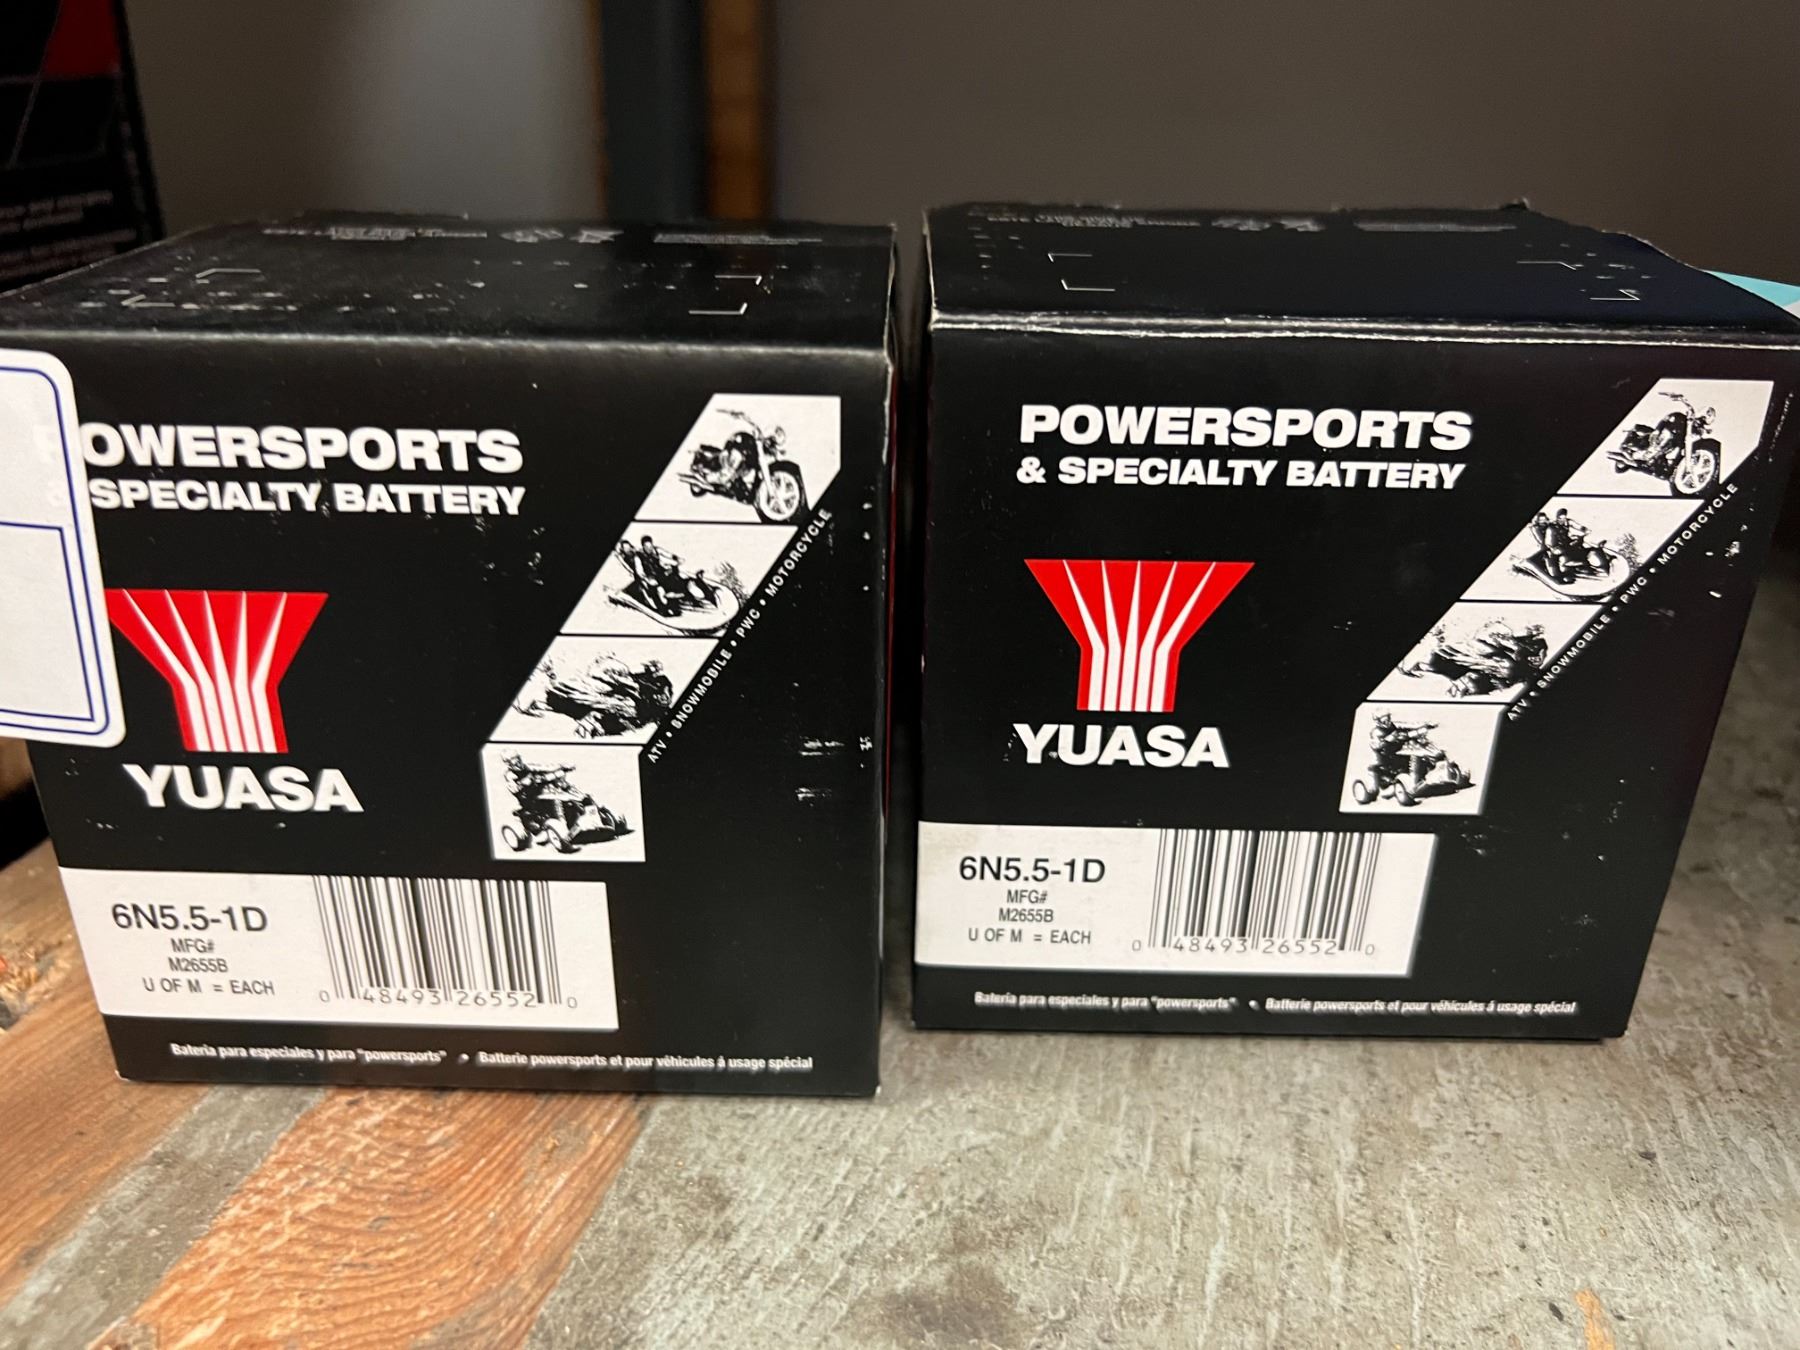 OWERSPORTS
SPECIALTY BATTERY
ATV • SNOWMOBILE • PWC • MOTORCYCLE
YUASA
6N5.5-1D
MFG#
M2655B
U OF M = EACH
0 48493 26552 0
Bateria para especiales y para "powersports" • Batterie powersports et pour véhicules á usage spécial
POWERSPORTS
& SPECIALTY BATTERY
ATV • SNOWMOBILE • PWC • MOTORCYCLE
YUASA
6N5.5-1D
MFG#
M2655B
U OF M = EACH
0 48493 26552 0
Bateria para especiales y para "powersports" • Batterie powersports et pour véhicules á usage spécial